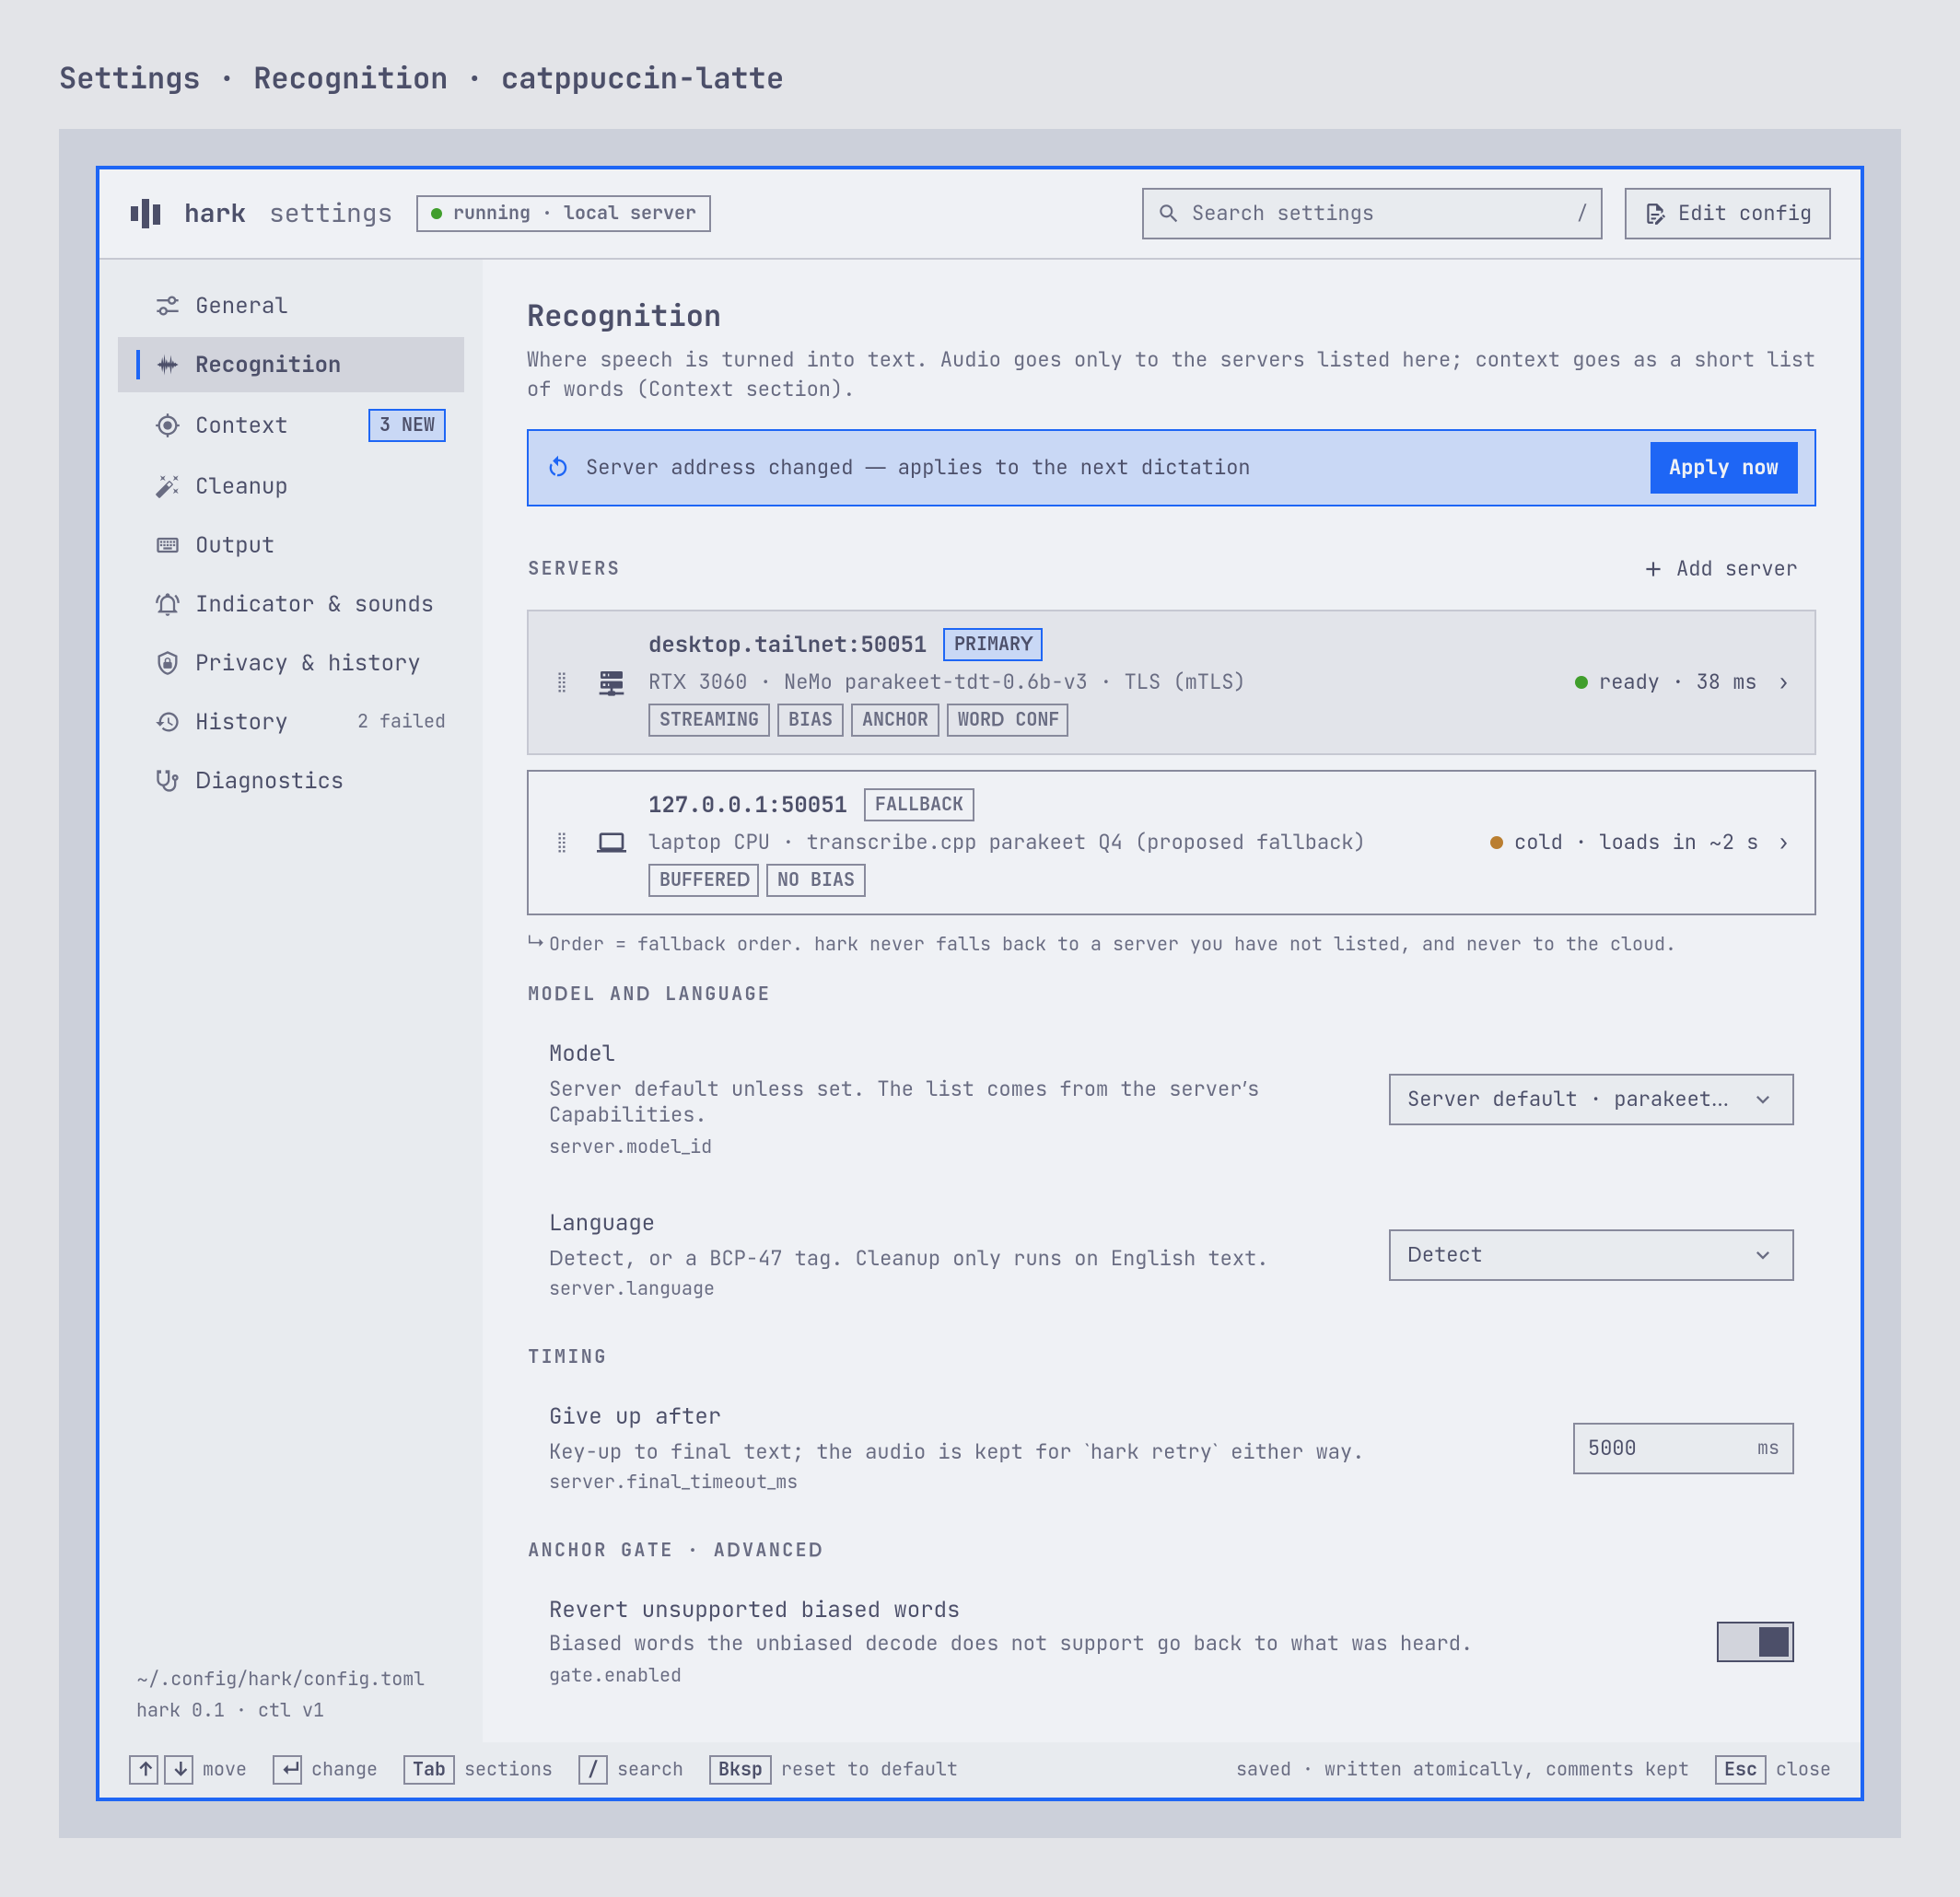 Settings · Recognition · catppuccin-latte
hark settings
running · local server
Search settings /
Edit config
General
Recognition
Context 3 NEW
Cleanup
Output
Indicator & sounds
Privacy & history
History 2 failed
Diagnostics
~/.config/hark/config.toml
hark 0.1 · ctl v1
Recognition
Where speech is turned into text. Audio goes only to the servers listed here; context goes as a short list
of words (Context section).
Server address changed — applies to the next dictation
Apply now
SERVERS
+ Add server
desktop.tailnet:50051 PRIMARY
RTX 3060 · NeMo parakeet-tdt-0.6b-v3 · TLS (mTLS)
STREAMING BIAS ANCHOR WORD CONF
ready · 38 ms ›
127.0.0.1:50051 FALLBACK
laptop CPU · transcribe.cpp parakeet Q4 (proposed fallback)
BUFFERED NO BIAS
cold · loads in ~2 s ›
↳ Order = fallback order. hark never falls back to a server you have not listed, and never to the cloud.
MODEL AND LANGUAGE
Model
Server default unless set. The list comes from the server’s
Capabilities.
server.model_id
Server default · parakeet…
Language
Detect, or a BCP-47 tag. Cleanup only runs on English text.
server.language
Detect
TIMING
Give up after
Key-up to final text; the audio is kept for `hark retry` either way.
server.final_timeout_ms
5000 ms
ANCHOR GATE · ADVANCED
Revert unsupported biased words
Biased words the unbiased decode does not support go back to what was heard.
gate.enabled
↑ ↓ move ↵ change Tab sections / search Bksp reset to default
saved · written atomically, comments kept Esc close